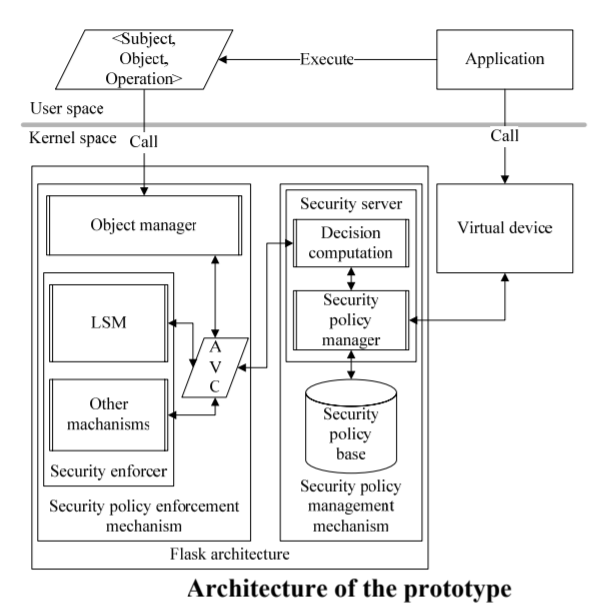 <Subject,
Object,
Operation>
Execute
Application
User space
Kernel space
Call
Call
Object manager
Security server
Decision
computation
Virtual device
LSM
Security
policy
manager
A
V
C
Other
machanisms
Security
policy
base
Security enforcer
Security policy enforcement
mechanism
Security policy
management
mechanism
Flask architecture
Architecture of the prototype